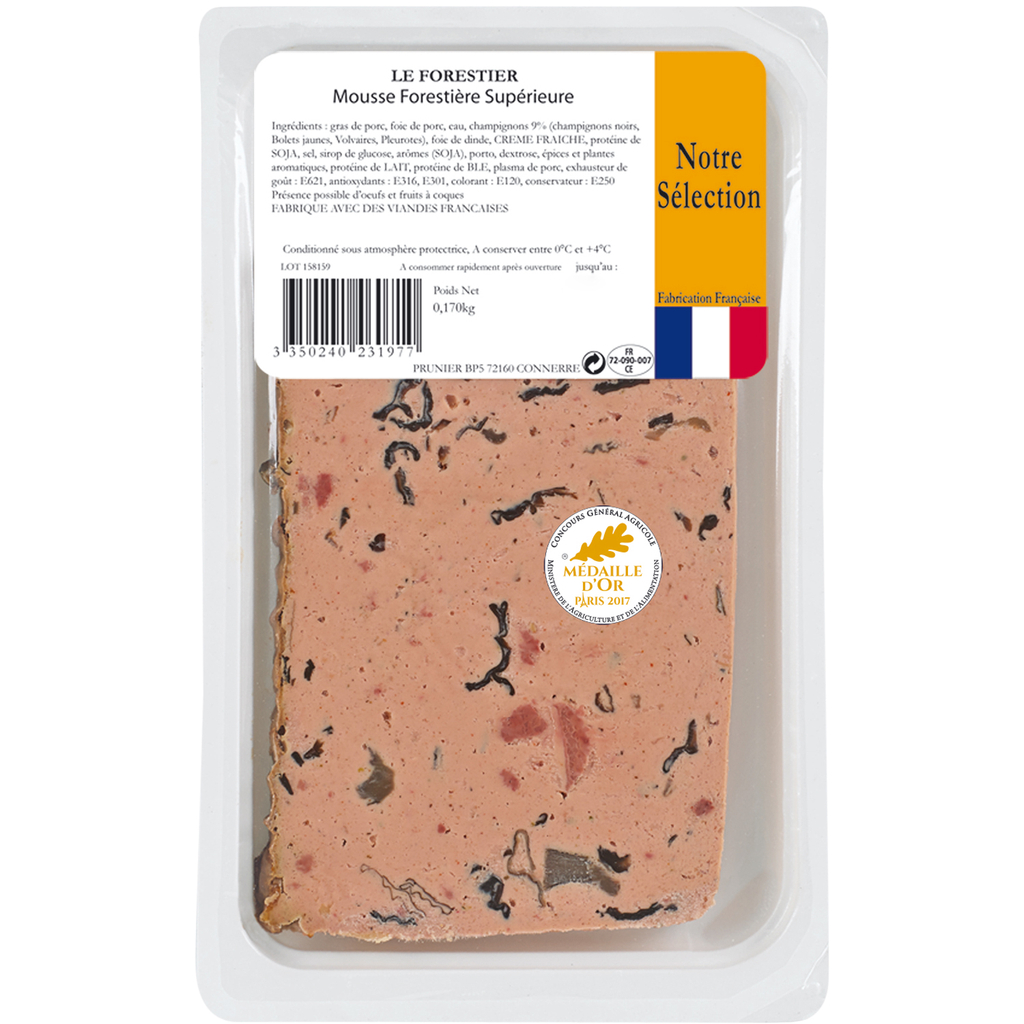 LE FORESTIER
Mousse Forestière Supérieure
Ingrédients : gras de porc, foie de porc, eau, champignons 9% (champignons noirs,
Bolets jaunes, Volvaires, Pleurotes), foie de dinde, CREME FRAICHE, protéine de
SOJA, sel, sirop de glucose, arômes (SOJA), porto, dextrose, épices et plantes
aromatiques, protéine de LAIT, protéine de BLE, plasma de porc, exhausteur de
goût : E621, antioxydants : E316, E301, colorant : E120, conservateur : E250
Présence possible d'oeufs et fruits à coques
FABRIQUE AVEC DES VIANDES FRANCAISES
Conditionné sous atmosphère protectrice, A conserver entre 0°C et +4°C
LOT 158159 A consommer rapidement après ouverture jusqu'au :
Poids Net
0,170kg
3 350240 231977
PRUNIER BP5 72160 CONNERRE
FR
72-090-007
CE
Notre
Sélection
Fabrication Française
CONCOURS GÉNÉRAL AGRICOLE
®
MÉDAILLE
D'OR
PARIS 2017
MINISTÈRE DE L'AGRICULTURE ET DE L'ALIMENTATION